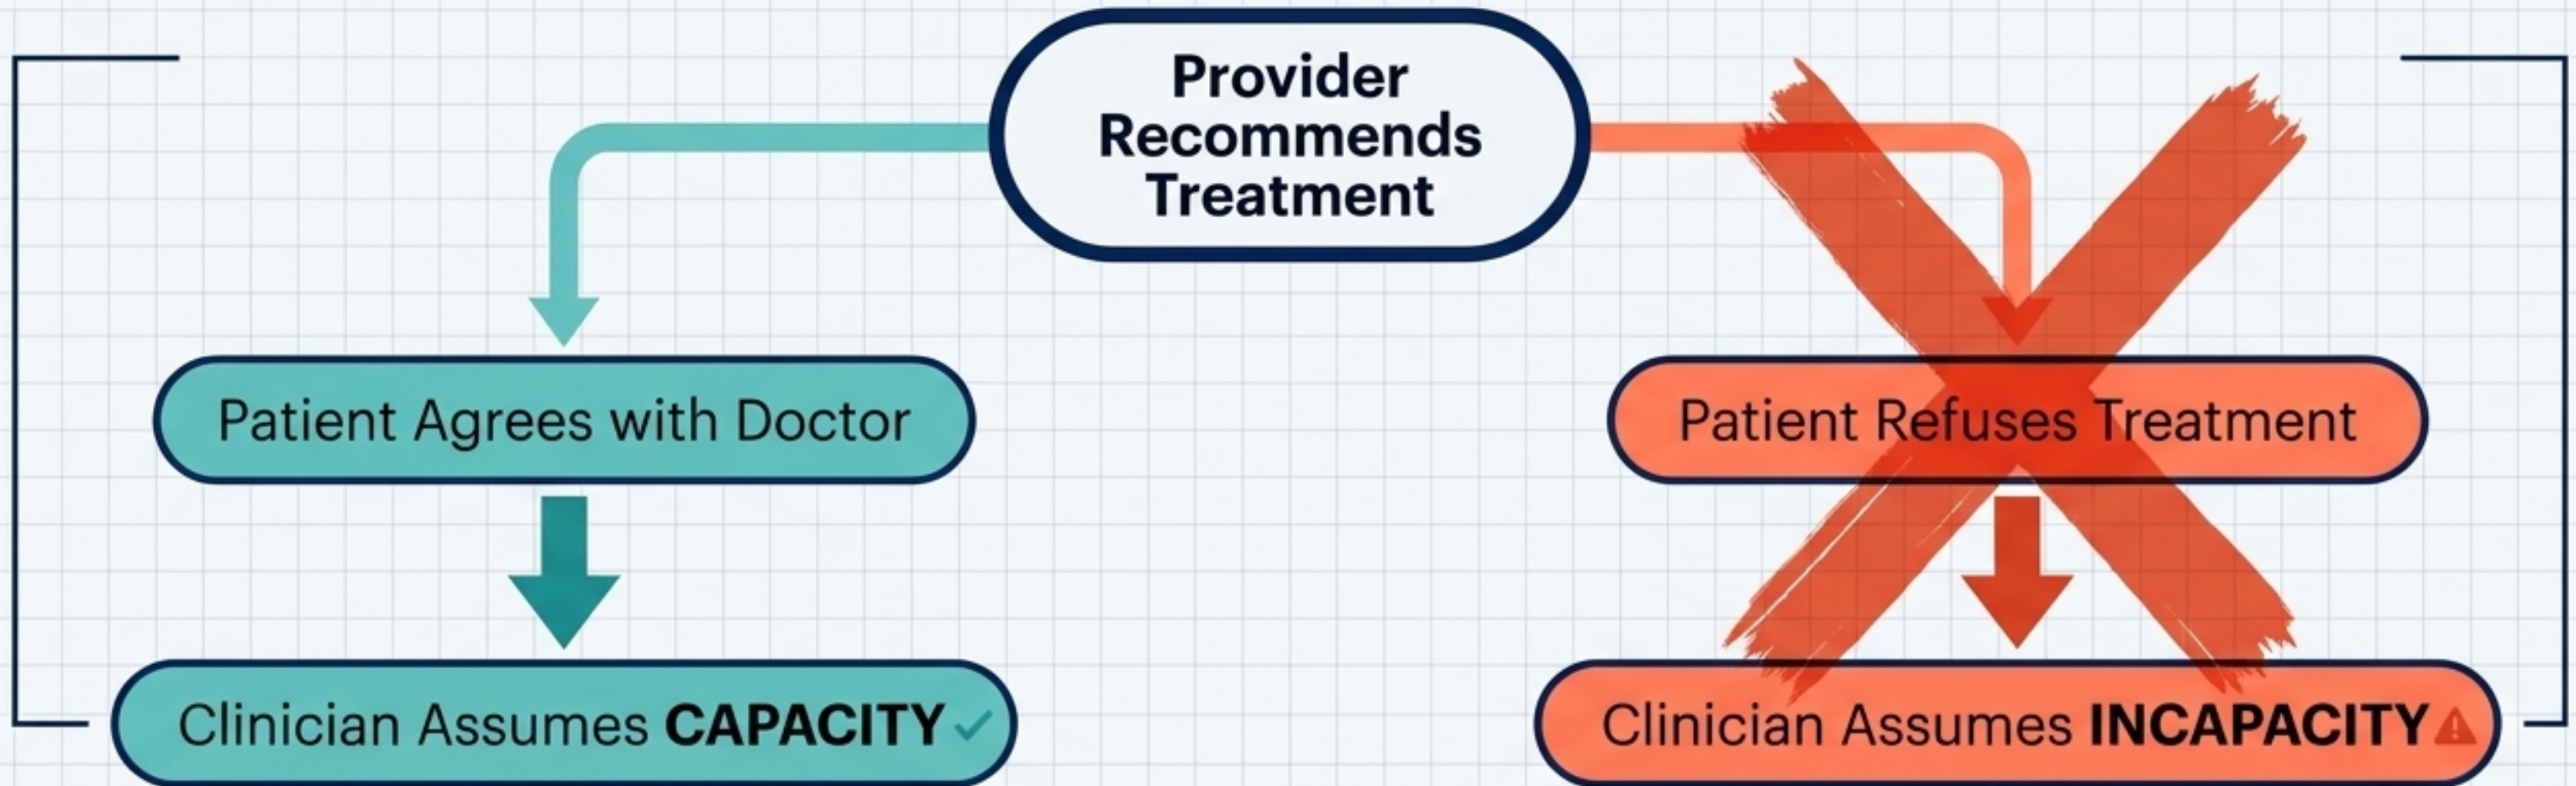 Provider
Recommends
Treatment
Patient Agrees with Doctor
Patient Refuses Treatment
Clinician Assumes CAPACITY
Clinician Assumes INCAPACITY